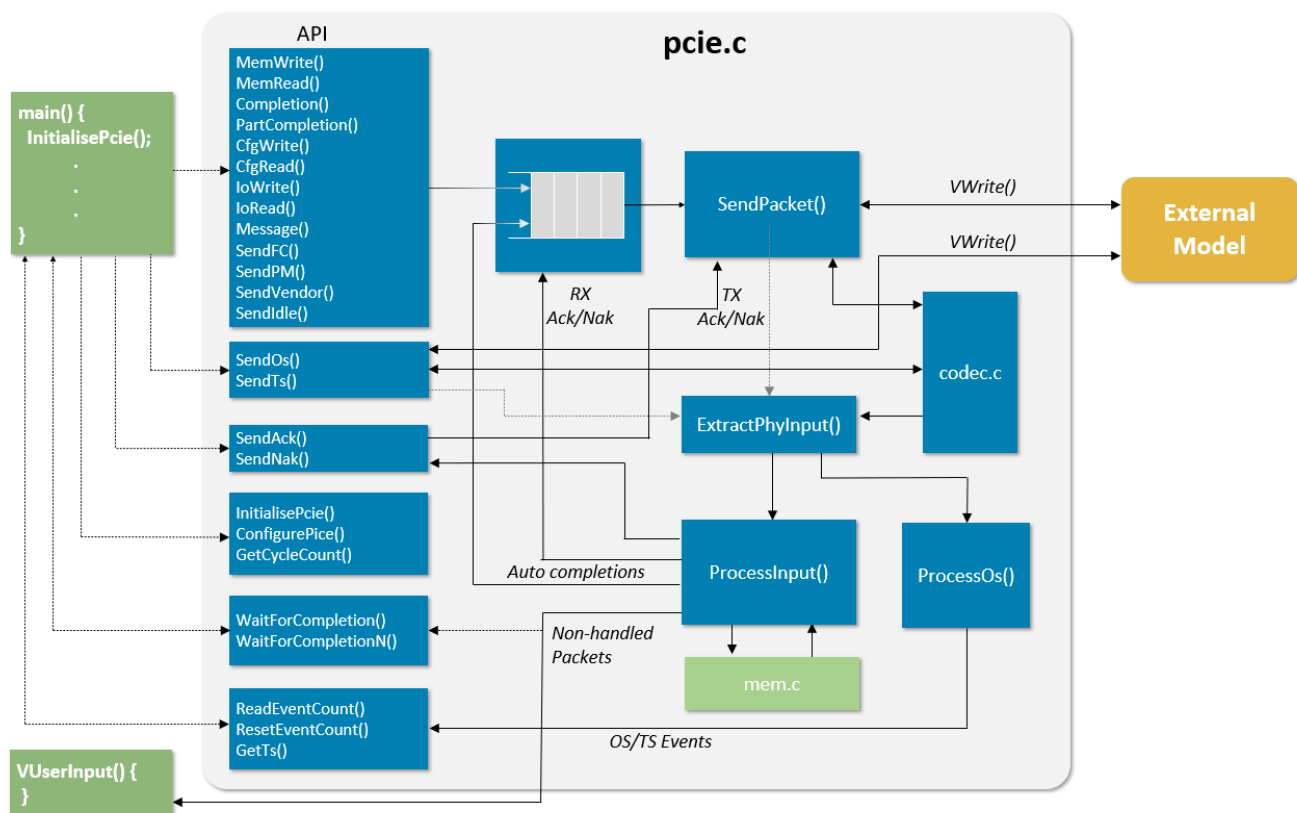 API
pcie.c
main() {
InitialisePcie();
.
.
.
}
MemWrite()
MemRead()
Completion()
PartCompletion()
CfgWrite()
CfgRead()
IoWrite()
IoRead()
Message()
SendFC()
SendPM()
SendVendor()
SendIdle()
SendPacket()
VWrite()
VWrite()
External
Model
RX
Ack/Nak
TX
Ack/Nak
SendOs()
SendTs()
codec.c
ExtractPhyInput()
SendAck()
SendNak()
InitialisePcie()
ConfigurePice()
GetCycleCount()
Auto completions
ProcessInput()
ProcessOs()
WaitForCompletion()
WaitForCompletionN()
Non-handled
Packets
mem.c
ReadEventCount()
ResetEventCount()
GetTs()
OS/TS Events
VUserInput() {
}